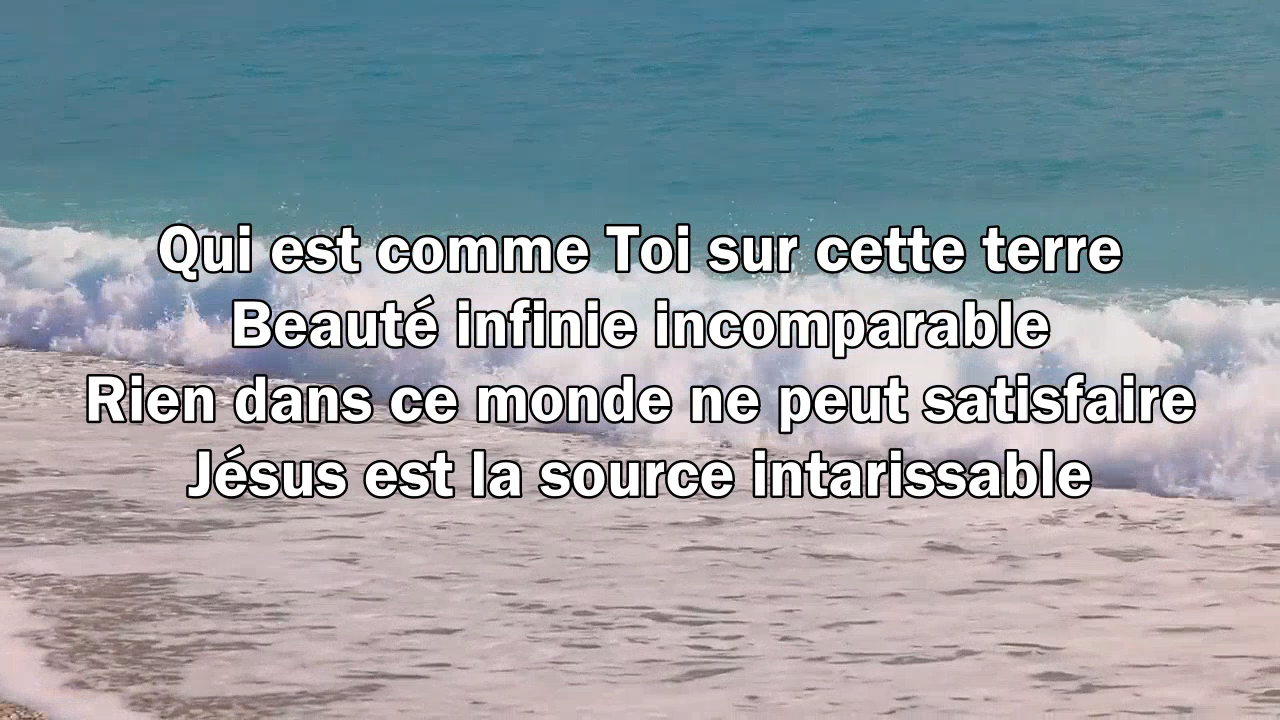 Qui est comme Toi sur cette terre
Beauté infinie incomparable
Rien dans ce monde ne peut satisfaire
Jésus est la source intarissable